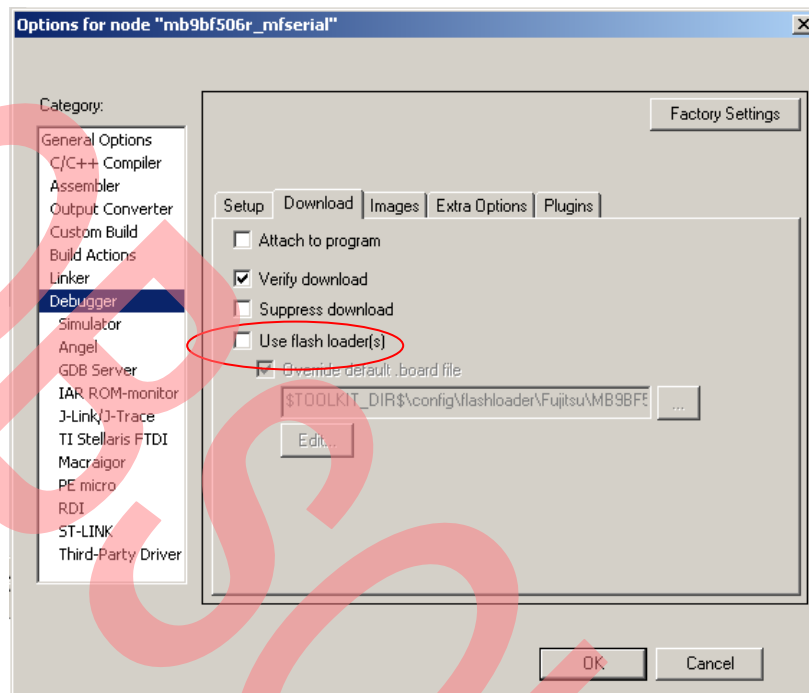 Options for node "mb9bf506r_mfserial"
Category:
Factory Settings
General Options
C/C++ Compiler
Assembler
Output Converter
Custom Build
Build Actions
Linker
Debugger
Simulator
Angel
GDB Server
IAR ROM-monitor
J-Link/J-Trace
TI Stellaris FTDI
Macraigor
PE micro
RDI
ST-LINK
Third-Party Driver
Setup Download Images Extra Options Plugins
Attach to program
Verify download
Suppress download
Use flash loader(s)
Override default .board file
$TOOLKIT_DIR$\config\flashloader\Fujitsu\MB9BF5 ...
Edit...
OK Cancel